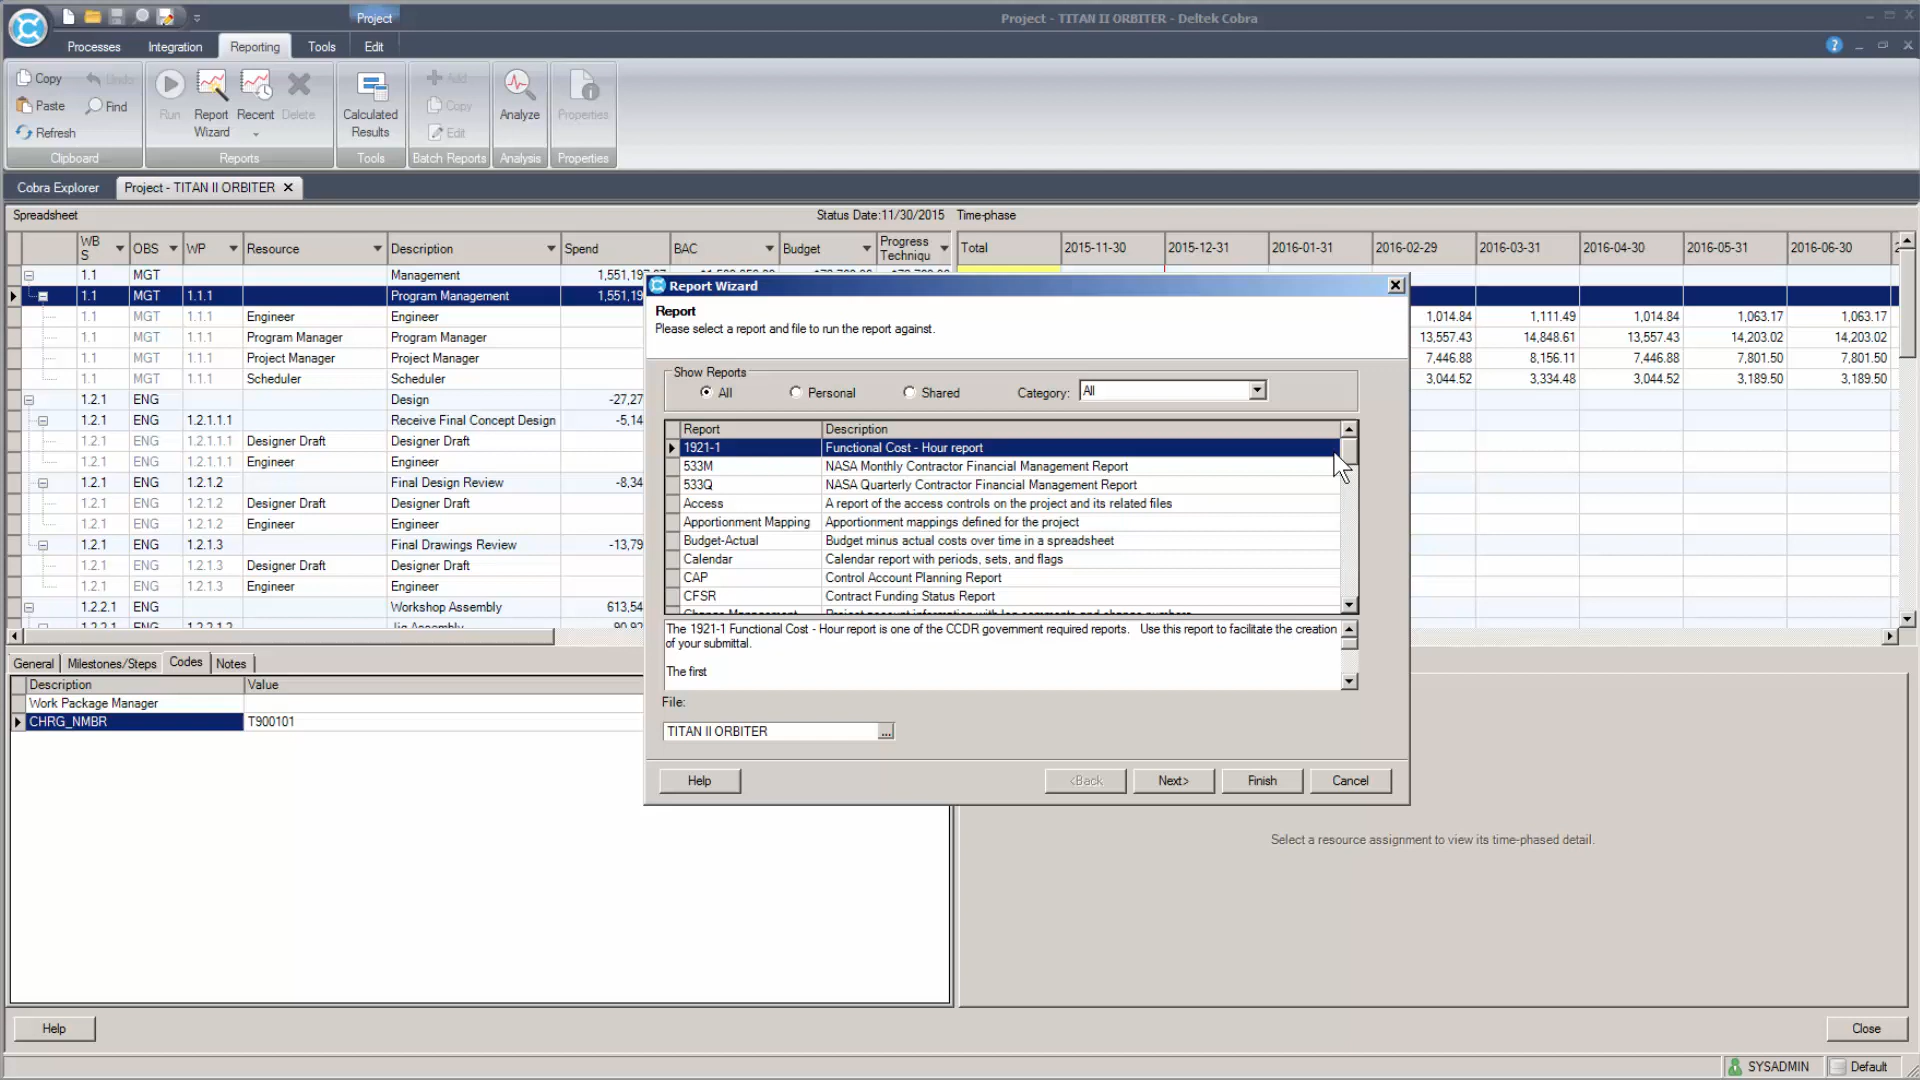 Project
Project - TITAN II ORBITER - Deltek Cobra
Processes Integration Reporting Tools Edit
Copy Undo Add
Paste Find Run Report Wizard Recent Delete Calculated Results Copy Analyze Properties
Refresh Edit
Clipboard Reports Tools Batch Reports Analysis Properties
Cobra Explorer Project - TITAN II ORBITER
Spreadsheet Status Date:11/30/2015 Time-phase
WB S OBS WP Resource Description Spend BAC Budget Progress Techniqu Total 2015-11-30 2015-12-31 2016-01-31 2016-02-29 2016-03-31 2016-04-30 2016-05-31 2016-06-30
1.1 MGT Management
1.1 MGT 1.1.1 Program Management 1,551,19
1.1 MGT 1.1.1 Engineer Engineer 1,014.84 1,111.49 1,014.84 1,063.17 1,063.17
1.1 MGT 1.1.1 Program Manager Program Manager 13,557.43 14,848.61 13,557.43 14,203.02 14,203.02
1.1 MGT 1.1.1 Project Manager Project Manager 7,446.88 8,156.11 7,446.88 7,801.50 7,801.50
1.1 MGT 1.1.1 Scheduler Scheduler 3,044.52 3,334.48 3,044.52 3,189.50 3,189.50
1.2.1 ENG Design -27,27
1.2.1 ENG 1.2.1.1.1 Receive Final Concept Design -5,14
1.2.1 ENG 1.2.1.1.1 Designer Draft Designer Draft
1.2.1 ENG 1.2.1.1.1 Engineer Engineer
1.2.1 ENG 1.2.1.2 Final Design Review -8,34
1.2.1 ENG 1.2.1.2 Designer Draft Designer Draft
1.2.1 ENG 1.2.1.2 Engineer Engineer
1.2.1 ENG 1.2.1.3 Final Drawings Review -13,79
1.2.1 ENG 1.2.1.3 Designer Draft Designer Draft
1.2.1 ENG 1.2.1.3 Engineer Engineer
1.2.2.1 ENG Workshop Assembly 613,54
1.2.2.1 ENG 1.2.2.1.2 Jig Assembly 90,92
Report Wizard
Report
Please select a report and file to run the report against.
Show Reports
All Personal Shared Category: All
Report Description
1921-1 Functional Cost - Hour report
533M NASA Monthly Contractor Financial Management Report
533Q NASA Quarterly Contractor Financial Management Report
Access A report of the access controls on the project and its related files
Apportionment Mapping Apportionment mappings defined for the project
Budget-Actual Budget minus actual costs over time in a spreadsheet
Calendar Calendar report with periods, sets, and flags
CAP Control Account Planning Report
CFSR Contract Funding Status Report
Change Management Project account information with log comments and change numbers
The 1921-1 Functional Cost - Hour report is one of the CCDR government required reports. Use this report to facilitate the creation
of your submittal.
The first
File:
TITAN II ORBITER ...
Help <Back Next> Finish Cancel
General Milestones/Steps Codes Notes
Description Value
Work Package Manager
CHRG_NMBR T900101
Select a resource assignment to view its time-phased detail.
Help Close
SYSADMIN Default